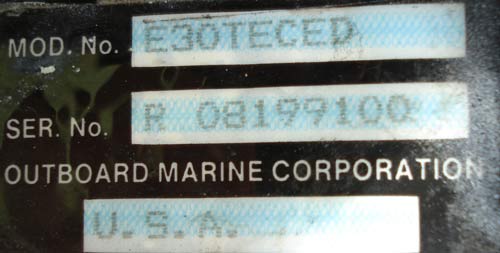 MOD. No. E30TECED
SER. No. R 08199100
OUTBOARD MARINE CORPORATION
U.S.A.